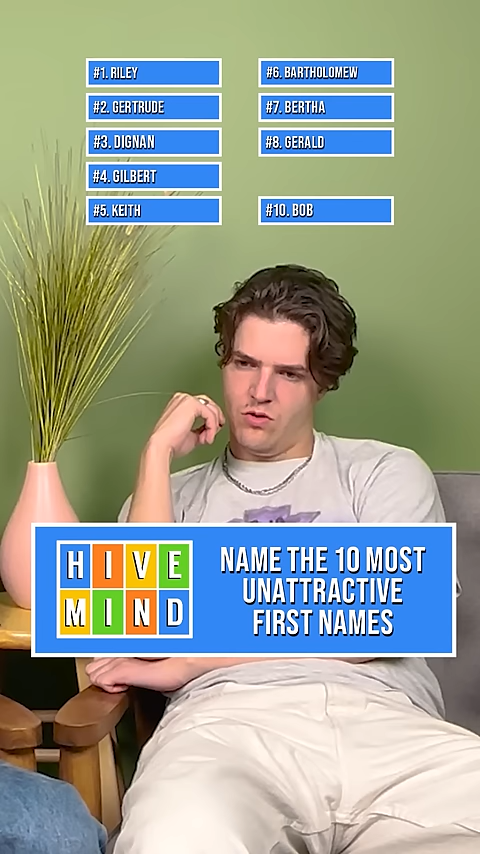 #1. RILEY
#2. GERTRUDE
#3. DIGNAN
#4. GILBERT
#5. KEITH
#6. BARTHOLOMEW
#7. BERTHA
#8. GERALD
#10. BOB
HIVE
MIND
NAME THE 10 MOST
UNATTRACTIVE
FIRST NAMES